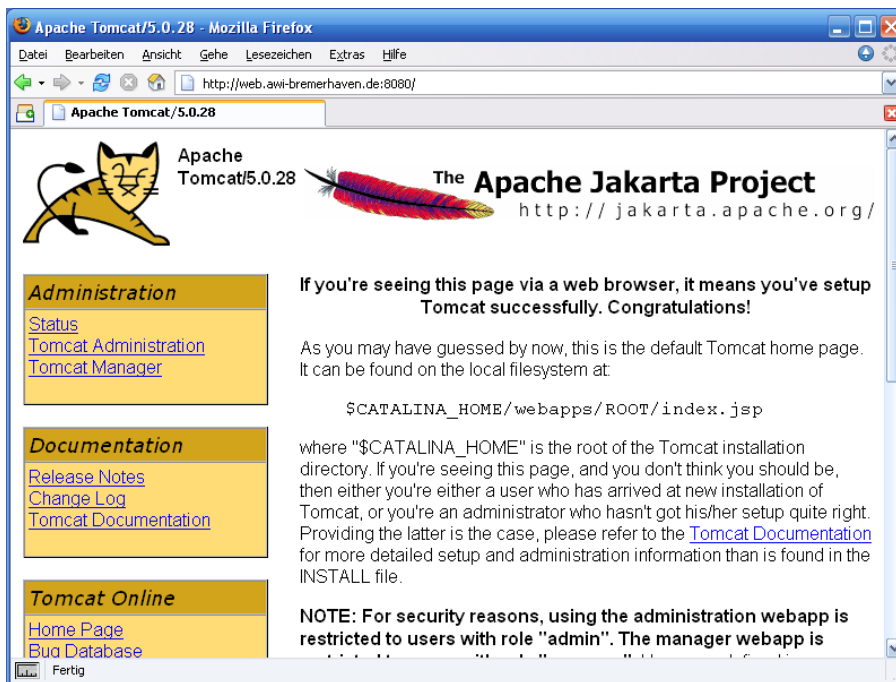 Apache Tomcat/5.0.28 - Mozilla Firefox
Datei Bearbeiten Ansicht Gehe Lesezeichen Extras Hilfe
http://web.awi-bremerhaven.de:8080/
Apache Tomcat/5.0.28
Apache
Tomcat/5.0.28
The Apache Jakarta Project
http://jakarta.apache.org/
Administration
Status
Tomcat Administration
Tomcat Manager
Documentation
Release Notes
Change Log
Tomcat Documentation
Tomcat Online
Home Page
Bug Database
If you're seeing this page via a web browser, it means you've setup
Tomcat successfully. Congratulations!
As you may have guessed by now, this is the default Tomcat home page.
It can be found on the local filesystem at:
$CATALINA_HOME/webapps/ROOT/index.jsp
where "$CATALINA_HOME" is the root of the Tomcat installation
directory. If you're seeing this page, and you don't think you should be,
then either you're either a user who has arrived at new installation of
Tomcat, or you're an administrator who hasn't got his/her setup quite right.
Providing the latter is the case, please refer to the Tomcat Documentation
for more detailed setup and administration information than is found in the
INSTALL file.
NOTE: For security reasons, using the administration webapp is
restricted to users with role "admin". The manager webapp is
Fertig